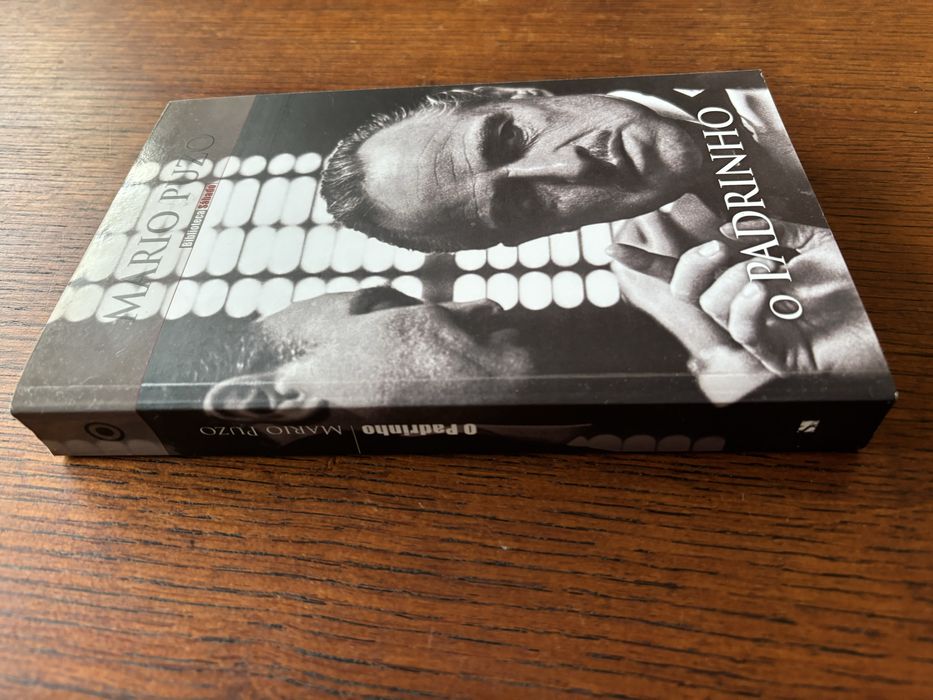 MARIO PUZO
Biblioteca Sábado
O PADRINHO
MARIO PUZO | O Padrinho